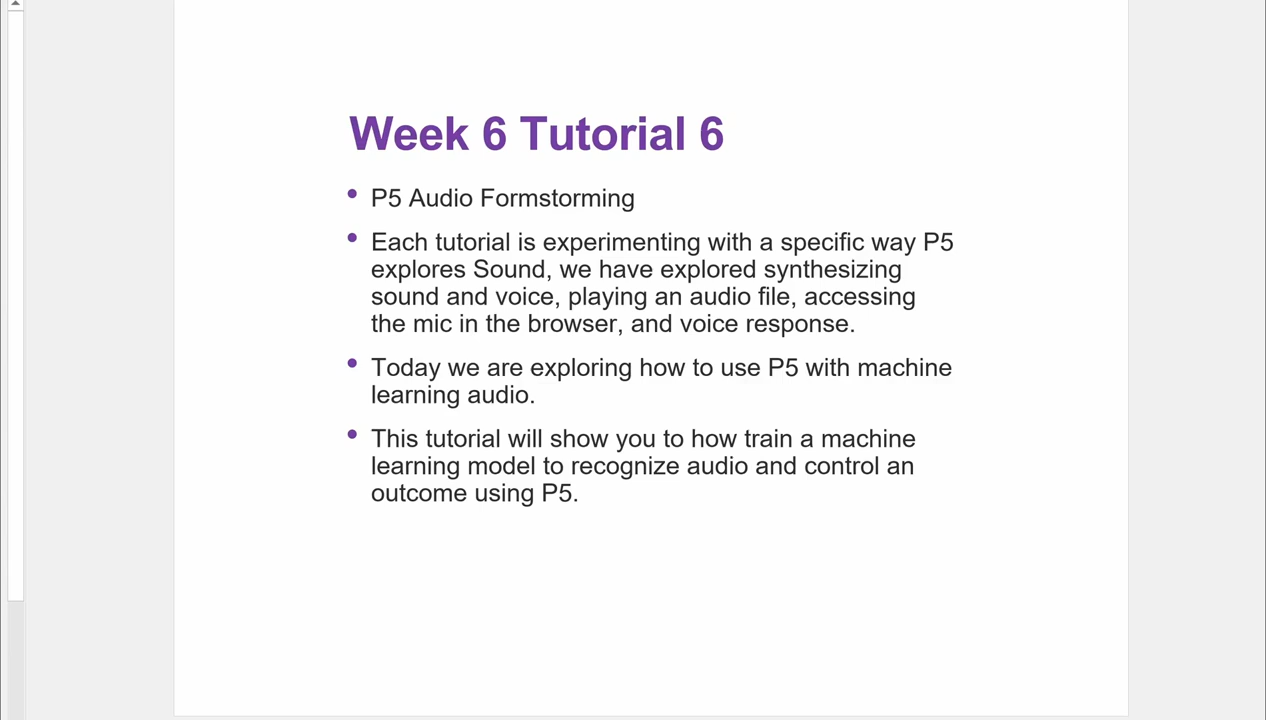 Week 6 Tutorial 6
• P5 Audio Formstorming
• Each tutorial is experimenting with a specific way P5
explores Sound, we have explored synthesizing
sound and voice, playing an audio file, accessing
the mic in the browser, and voice response.
• Today we are exploring how to use P5 with machine
learning audio.
• This tutorial will show you to how train a machine
learning model to recognize audio and control an
outcome using P5.